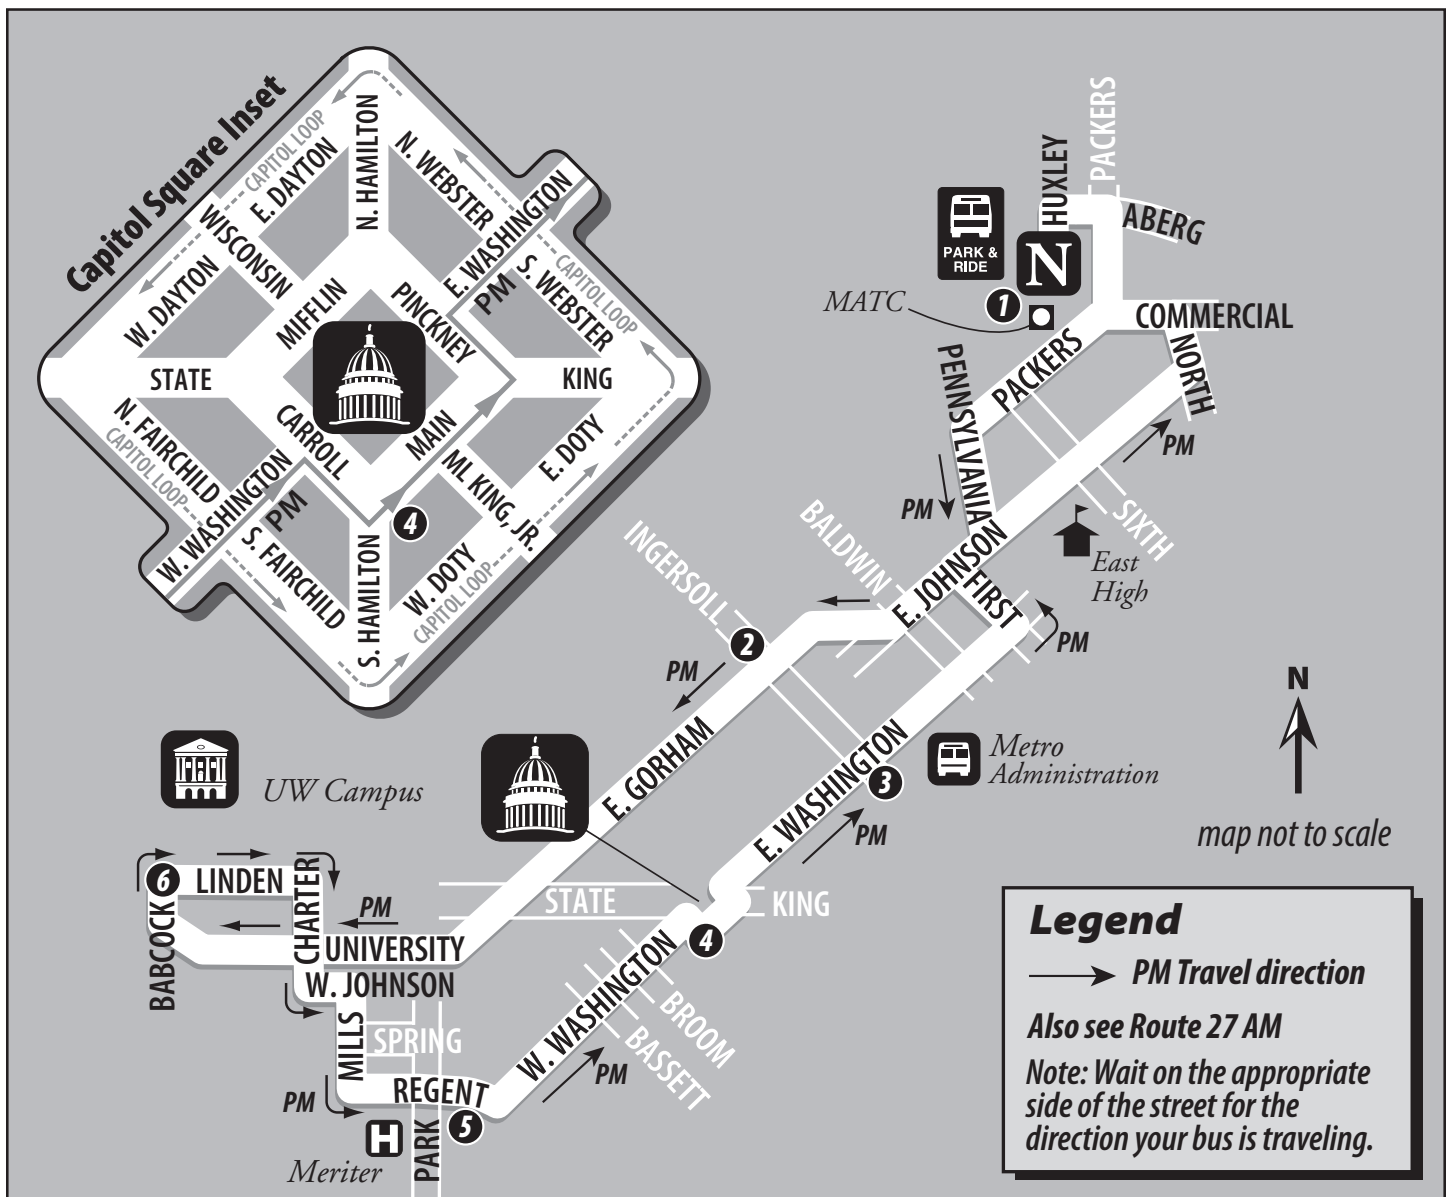 Capitol Square Inset
CAPITOL LOOP
E. DAYTON
N. HAMILTON
N. WEBSTER
WISCONSIN
E. WASHINGTON
PM
W. DAYTON
MIFFLIN
PINCKNEY
S. WEBSTER
CAPITOL LOOP
STATE
KING
N. FAIRCHILD
CAPITOL LOOP
CARROLL
MAIN
E. DOTY
W. WASHINGTON
PM
ML KING, JR.
4
S. FAIRCHILD
S. HAMILTON
W. DOTY
CAPITOL LOOP
PACKERS
HUXLEY
ABERG
PARK &
RIDE
N
MATC
1
COMMERCIAL
PENNSYLVANIA
PACKERS
NORTH
PM
PM
SIXTH
BALDWIN
INGERSOLL
East
High
E. JOHNSON
FIRST
PM
2
PM
E. GORHAM
E. WASHINGTON
3
PM
Metro
Administration
N
map not to scale
UW Campus
6
LINDEN
CHARTER
PM
STATE
KING
BABCOCK
UNIVERSITY
4
W. JOHNSON
W. WASHINGTON
BROOM
BASSETT
PM
MILLS
SPRING
REGENT
PM
5
H
PARK
Meriter
Legend
PM Travel direction
Also see Route 27 AM
Note: Wait on the appropriate
side of the street for the
direction your bus is traveling.